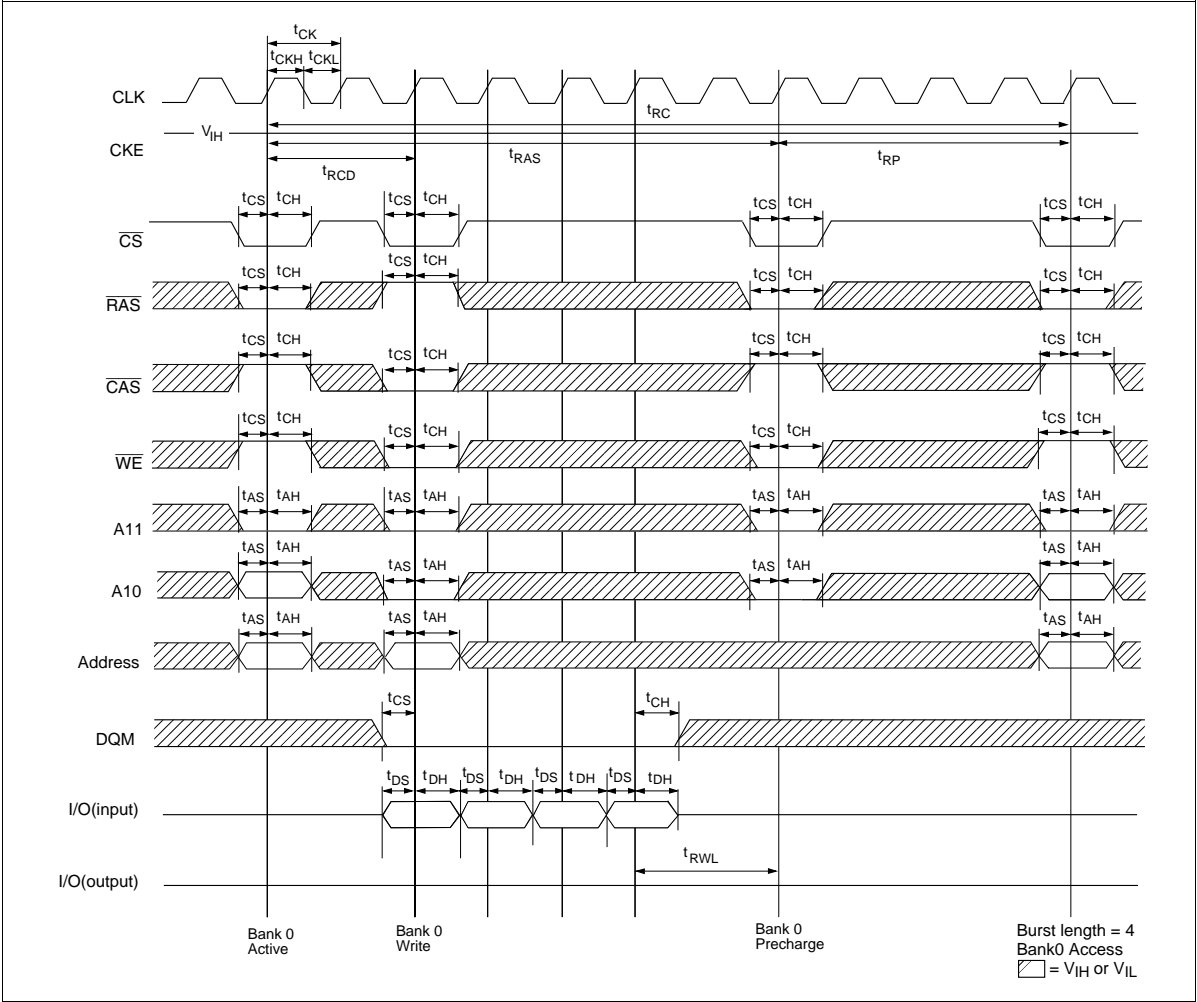 tCK
tCKH tCKL
CLK
tRC
VIH
CKE
tRAS
tRP
tRCD
tCS tCH tCS tCH tCS tCH tCS tCH
CS
tCS tCH tCS tCH tCS tCH tCS tCH
RAS
tCS tCH tCS tCH tCS tCH tCS tCH
CAS
tCS tCH tCS tCH tCS tCH tCS tCH
WE
tAS tAH tAS tAH tAS tAH tAS tAH
A11
tAS tAH tAS tAH tAS tAH tAS tAH
A10
tAS tAH tAS tAH tAS tAH
Address
tCS tCH
DQM
tDS tDH tDS tDH tDS tDH tDS tDH
I/O(input)
tRWL
I/O(output)
Bank 0
Active
Bank 0
Write
Bank 0
Precharge
Burst length = 4
Bank0 Access
= VIH or VIL